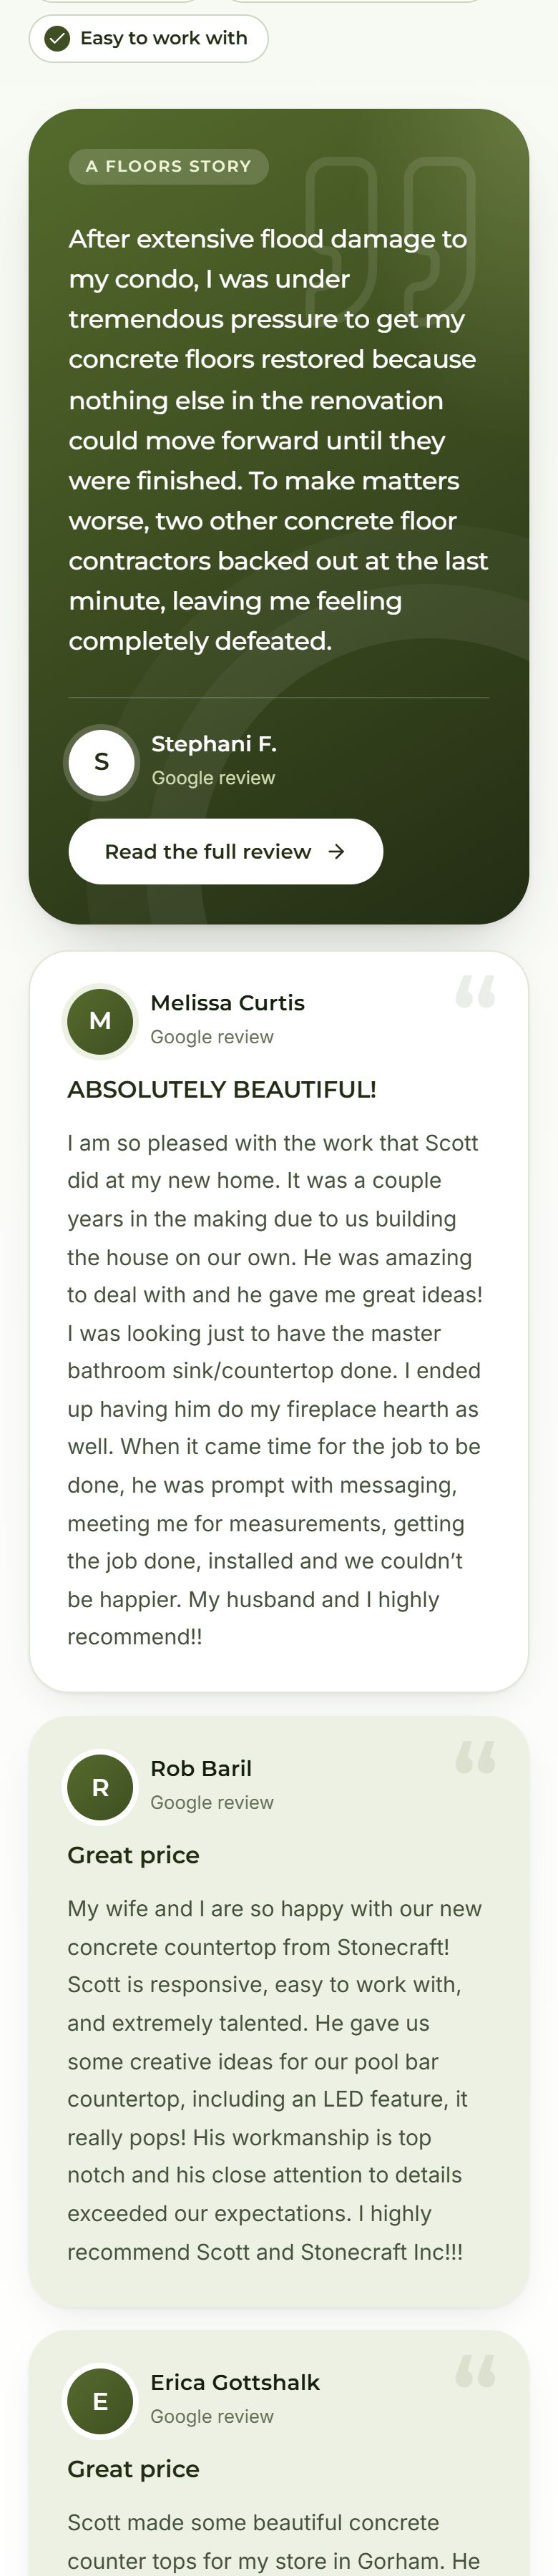 Easy to work with
A FLOORS STORY
After extensive flood damage to
my condo, I was under
tremendous pressure to get my
concrete floors restored because
nothing else in the renovation
could move forward until they
were finished. To make matters
worse, two other concrete floor
contractors backed out at the last
minute, leaving me feeling
completely defeated.
S
Stephani F.
Google review
Read the full review →
M
Melissa Curtis
Google review
“
ABSOLUTELY BEAUTIFUL!
I am so pleased with the work that Scott
did at my new home. It was a couple
years in the making due to us building
the house on our own. He was amazing
to deal with and he gave me great ideas!
I was looking just to have the master
bathroom sink/countertop done. I ended
up having him do my fireplace hearth as
well. When it came time for the job to be
done, he was prompt with messaging,
meeting me for measurements, getting
the job done, installed and we couldn’t
be happier. My husband and I highly
recommend!!
R
Rob Baril
Google review
“
Great price
My wife and I are so happy with our new
concrete countertop from Stonecraft!
Scott is responsive, easy to work with,
and extremely talented. He gave us
some creative ideas for our pool bar
countertop, including an LED feature, it
really pops! His workmanship is top
notch and his close attention to details
exceeded our expectations. I highly
recommend Scott and Stonecraft Inc!!!
E
Erica Gottshalk
Google review
“
Great price
Scott made some beautiful concrete
counter tops for my store in Gorham. He